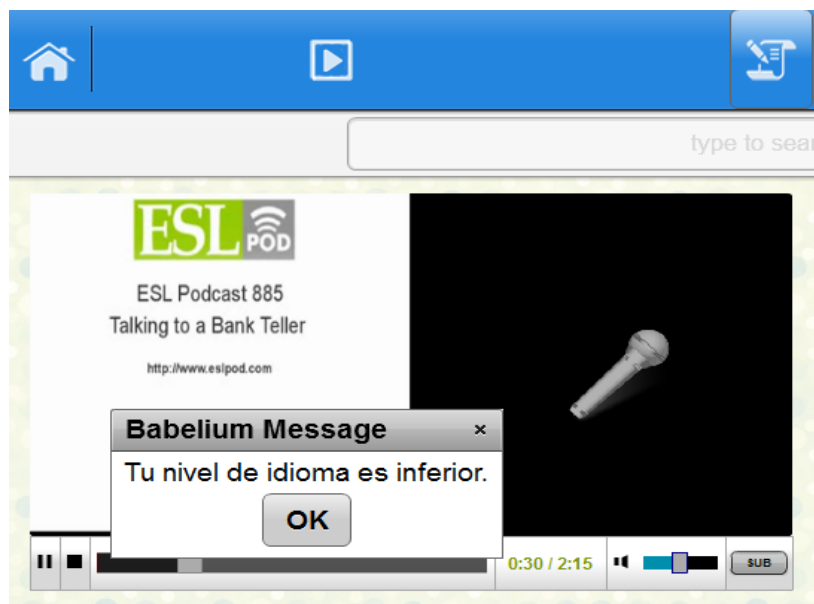 type to sear
ESL POD
ESL Podcast 885
Talking to a Bank Teller
http://www.eslpod.com
Babelium Message ×
Tu nivel de idioma es inferior.
OK
0:30 / 2:15
SUB